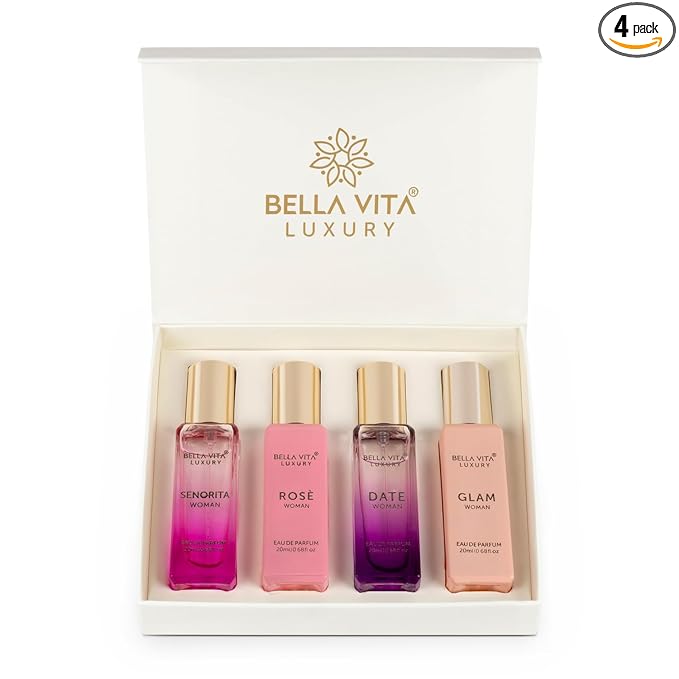 4 pack
BELLA VITA®
LUXURY
BELLA VITA®
LUXURY
SENORITA
WOMAN
EAU DE PARFUM
BELLA VITA®
LUXURY
ROSÈ
WOMAN
EAU DE PARFUM
20ml|0.68fl.oz
BELLA VITA®
LUXURY
DATE
WOMAN
EAU DE PARFUM
20ml|0.68fl.oz
BELLA VITA®
LUXURY
GLAM
WOMAN
EAU DE PARFUM
20ml|0.68fl.oz